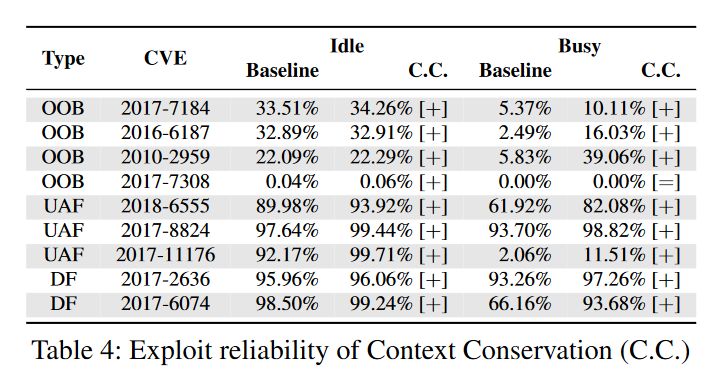 Type CVE Idle Busy
Baseline C.C. Baseline C.C.
OOB 2017-7184 33.51% 34.26% [+] 5.37% 10.11% [+]
OOB 2016-6187 32.89% 32.91% [+] 2.49% 16.03% [+]
OOB 2010-2959 22.09% 22.29% [+] 5.83% 39.06% [+]
OOB 2017-7308 0.04% 0.06% [+] 0.00% 0.00% [=]
UAF 2018-6555 89.98% 93.92% [+] 61.92% 82.08% [+]
UAF 2017-8824 97.64% 99.44% [+] 93.70% 98.82% [+]
UAF 2017-11176 92.17% 99.71% [+] 2.06% 11.51% [+]
DF 2017-2636 95.96% 96.06% [+] 93.26% 97.26% [+]
DF 2017-6074 98.50% 99.24% [+] 66.16% 93.68% [+]
Table 4: Exploit reliability of Context Conservation (C.C.)